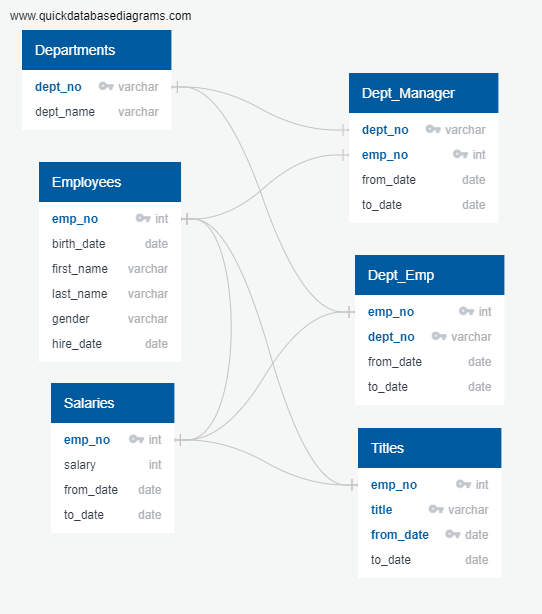 www.quickdatabasediagrams.com
Departments
dept_no varchar
dept_name varchar
Employees
emp_no int
birth_date date
first_name varchar
last_name varchar
gender varchar
hire_date date
Salaries
emp_no int
salary int
from_date date
to_date date
Dept_Manager
dept_no varchar
emp_no int
from_date date
to_date date
Dept_Emp
emp_no int
dept_no varchar
from_date date
to_date date
Titles
emp_no int
title varchar
from_date date
to_date date